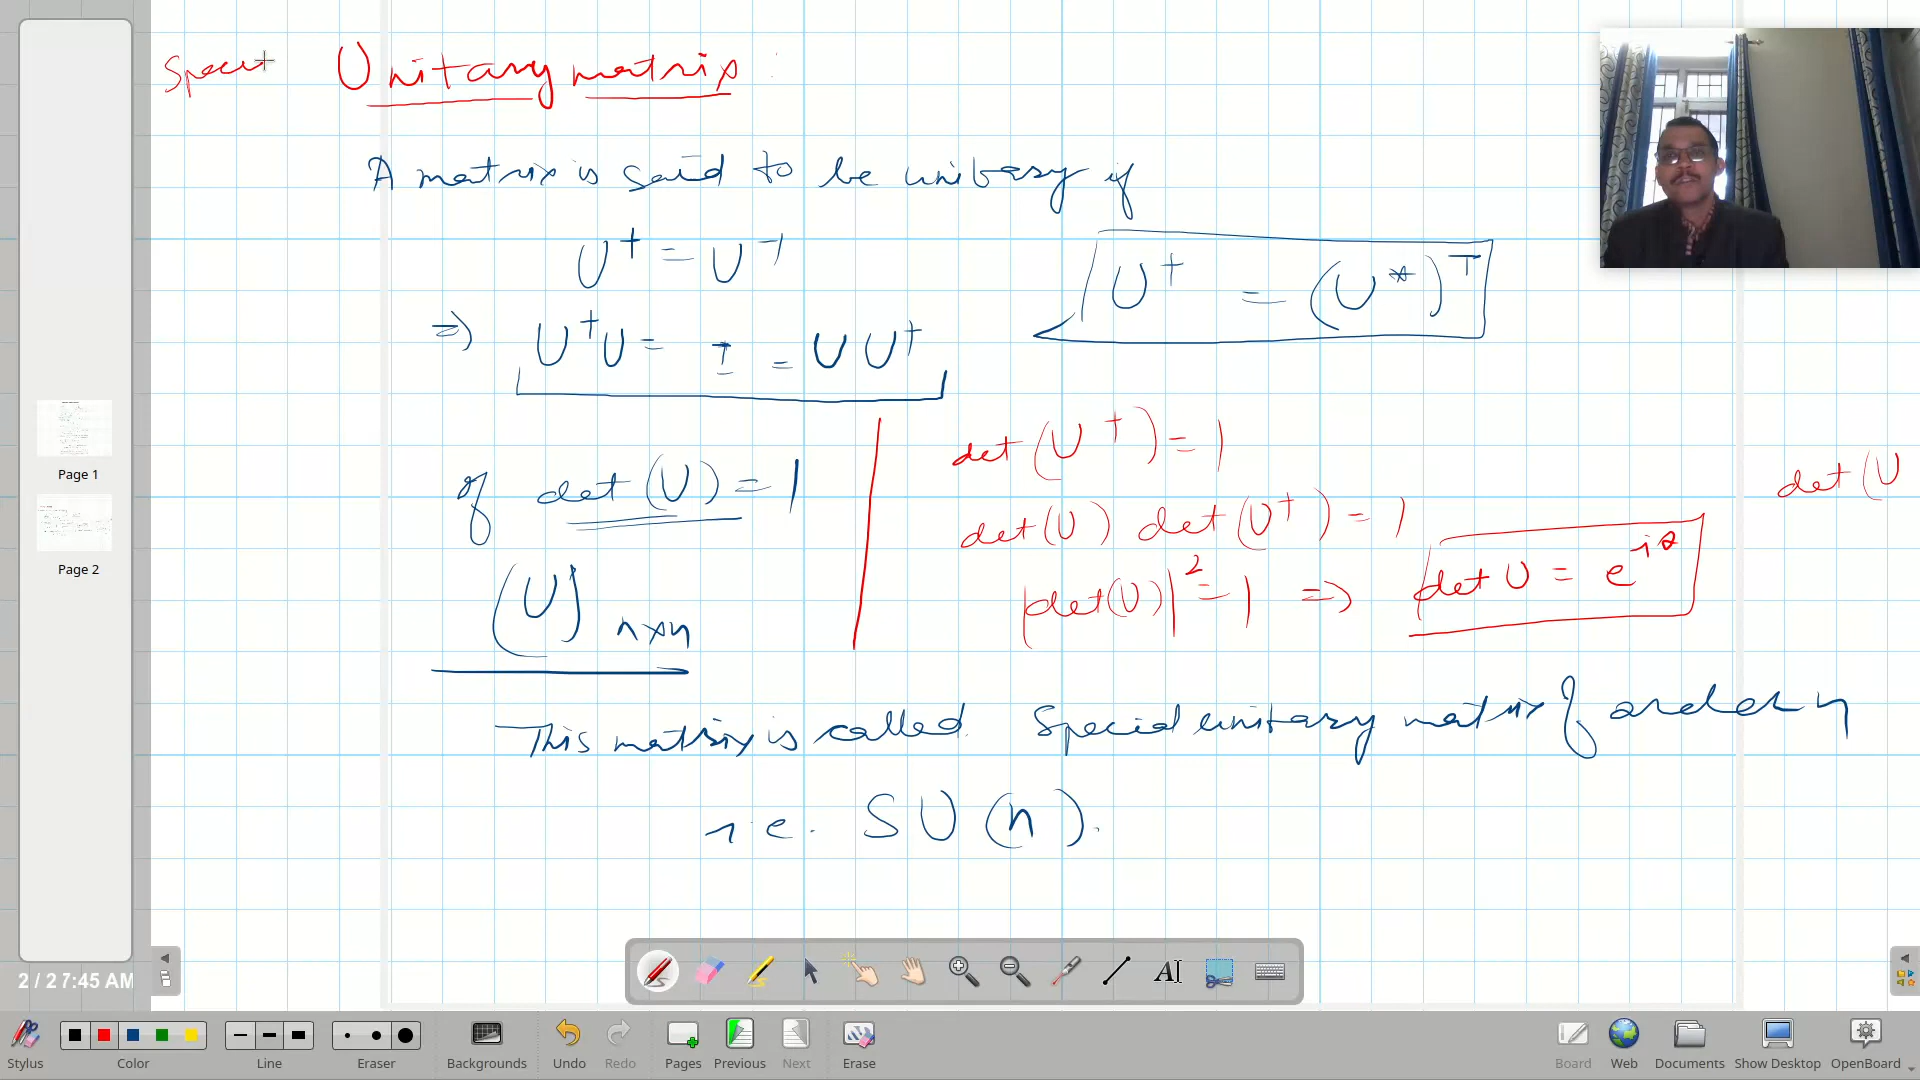 Speci Unitary matrix :
A matrix is said to be unitary if
U† = U⁻¹
U† = (U*)ᵀ
=> U†U = I = U U†
If det(U) = 1
det(U†) = 1
det(U
det(U) det(U†) = 1
(U) n×n
|det(U)|² = 1 => det U = e^{iθ}
This matrix is called Special unitary matrix of order n
i.e. SU(n).
Page 1
Page 2
2 / 2 7:45 AM
Stylus Color Line Eraser Backgrounds Undo Redo Pages Previous Next Erase Board Web Documents Show Desktop OpenBoard